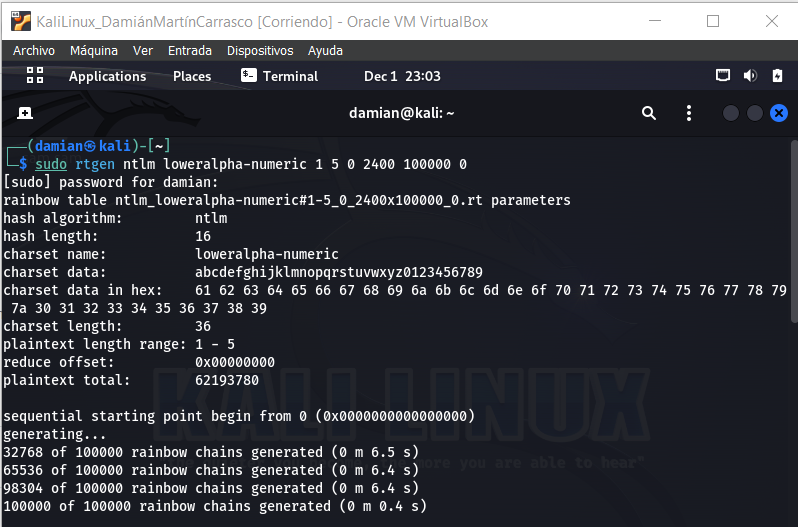 KaliLinux_DamiánMartínCarrasco [Corriendo] - Oracle VM VirtualBox
Archivo Máquina Ver Entrada Dispositivos Ayuda
Applications Places Terminal Dec 1 23:03
damian@kali: ~
(damian㉿kali)-[~]
$ sudo rtgen ntlm loweralpha-numeric 1 5 0 2400 100000 0
[sudo] password for damian:
rainbow table ntlm_loweralpha-numeric#1-5_0_2400x100000_0.rt parameters
hash algorithm: ntlm
hash length: 16
charset name: loweralpha-numeric
charset data: abcdefghijklmnopqrstuvwxyz0123456789
charset data in hex: 61 62 63 64 65 66 67 68 69 6a 6b 6c 6d 6e 6f 70 71 72 73 74 75 76 77 78 79
7a 30 31 32 33 34 35 36 37 38 39
charset length: 36
plaintext length range: 1 - 5
reduce offset: 0x00000000
plaintext total: 62193780
KALI LINUX
sequential starting point begin from 0 (0x0000000000000000)
generating...
32768 of 100000 rainbow chains generated (0 m 6.5 s)
more you are able to hear"
65536 of 100000 rainbow chains generated (0 m 6.4 s)
98304 of 100000 rainbow chains generated (0 m 6.4 s)
100000 of 100000 rainbow chains generated (0 m 0.4 s)